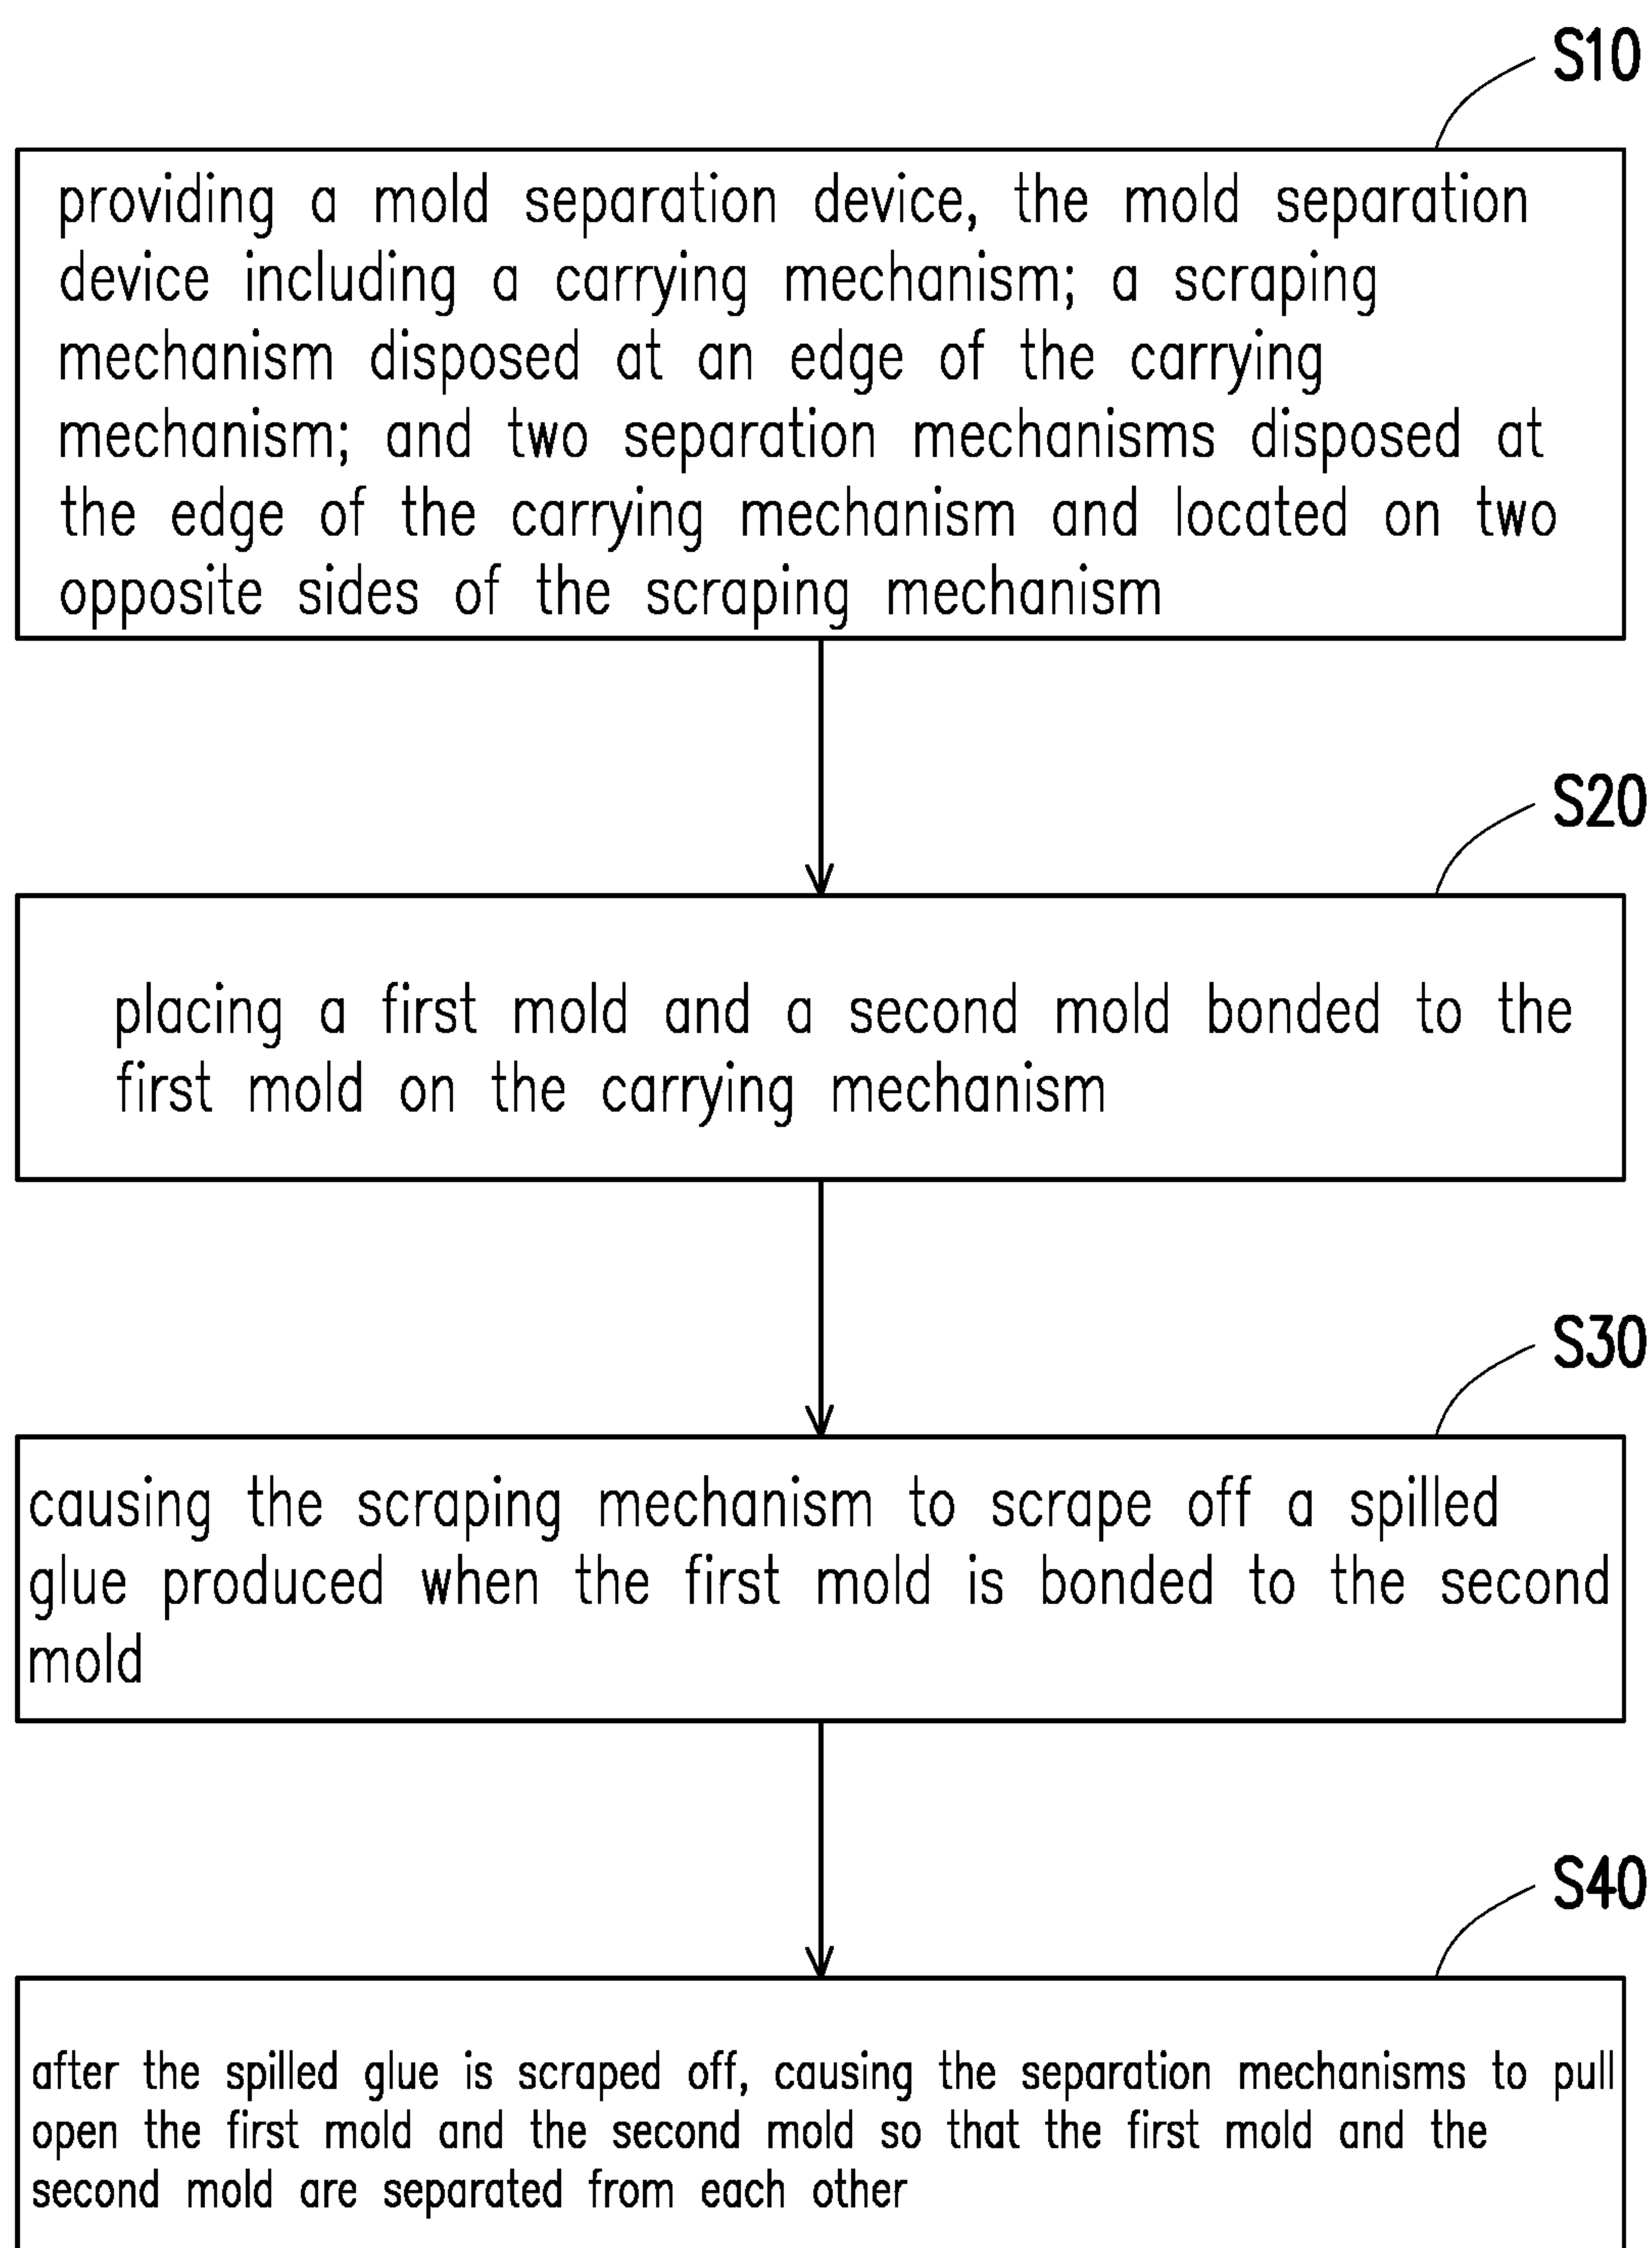 S10
providing a mold separation device, the mold separation
device including a carrying mechanism; a scraping
mechanism disposed at an edge of the carrying
mechanism; and two separation mechanisms disposed at
the edge of the carrying mechanism and located on two
opposite sides of the scraping mechanism
S20
placing a first mold and a second mold bonded to the
first mold on the carrying mechanism
S30
causing the scraping mechanism to scrape off a spilled
glue produced when the first mold is bonded to the second
mold
S40
after the spilled glue is scraped off, causing the separation mechanisms to pull
open the first mold and the second mold so that the first mold and the
second mold are separated from each other